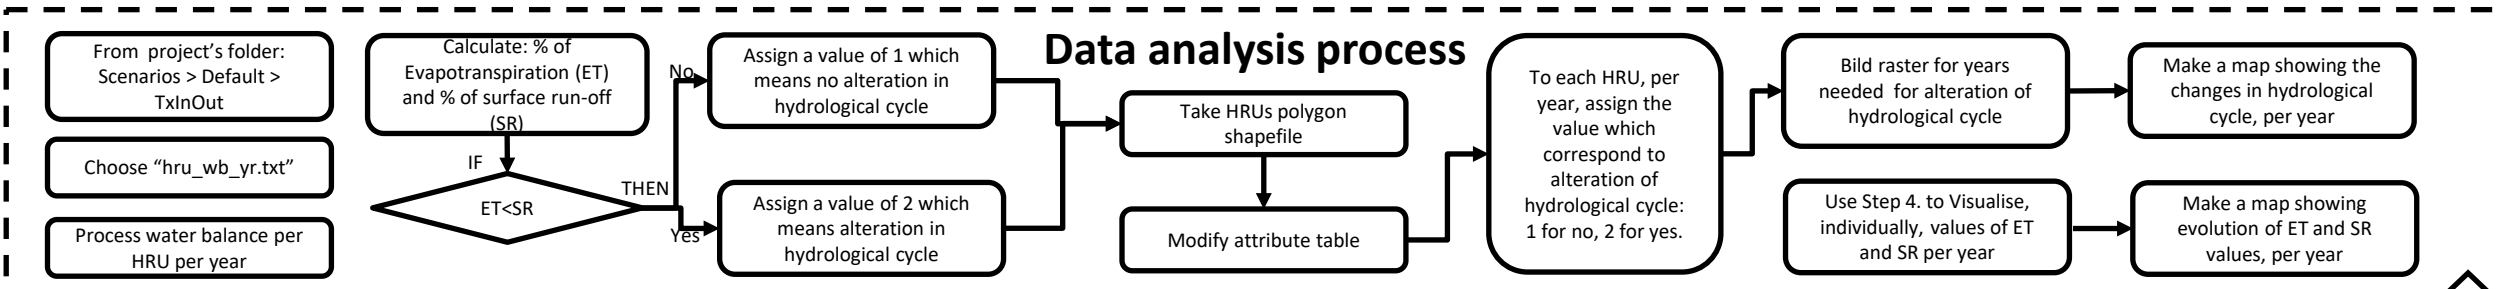 Data analysis process
From project's folder:
Scenarios > Default >
TxInOut
Choose “hru_wb_yr.txt”
Process water balance per
HRU per year
Calculate: % of
Evapotranspiration (ET)
and % of surface run-off
(SR)
IF
ET<SR
THEN
No
Yes
Assign a value of 1 which
means no alteration in
hydrological cycle
Assign a value of 2 which
means alteration in
hydrological cycle
Take HRUs polygon
shapefile
Modify attribute table
To each HRU, per
year, assign the
value which
correspond to
alteration of
hydrological cycle:
1 for no, 2 for yes.
Bild raster for years
needed for alteration of
hydrological cycle
Make a map showing the
changes in hydrological
cycle, per year
Use Step 4. to Visualise,
individually, values of ET
and SR per year
Make a map showing
evolution of ET and SR
values, per year